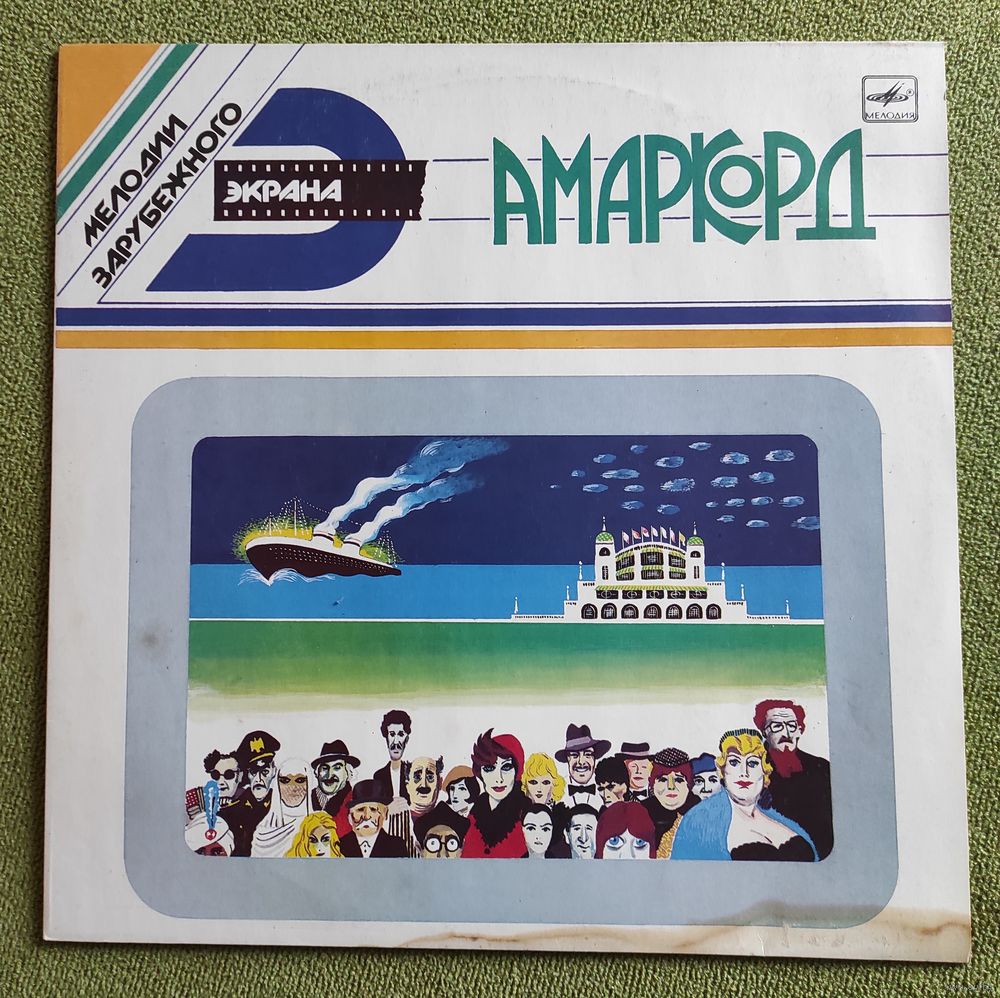 МЕЛОДИИ
ЗАРУБЕЖНОГО
ЭКРАНА
АМАРКОРД
МЕЛОДИЯ